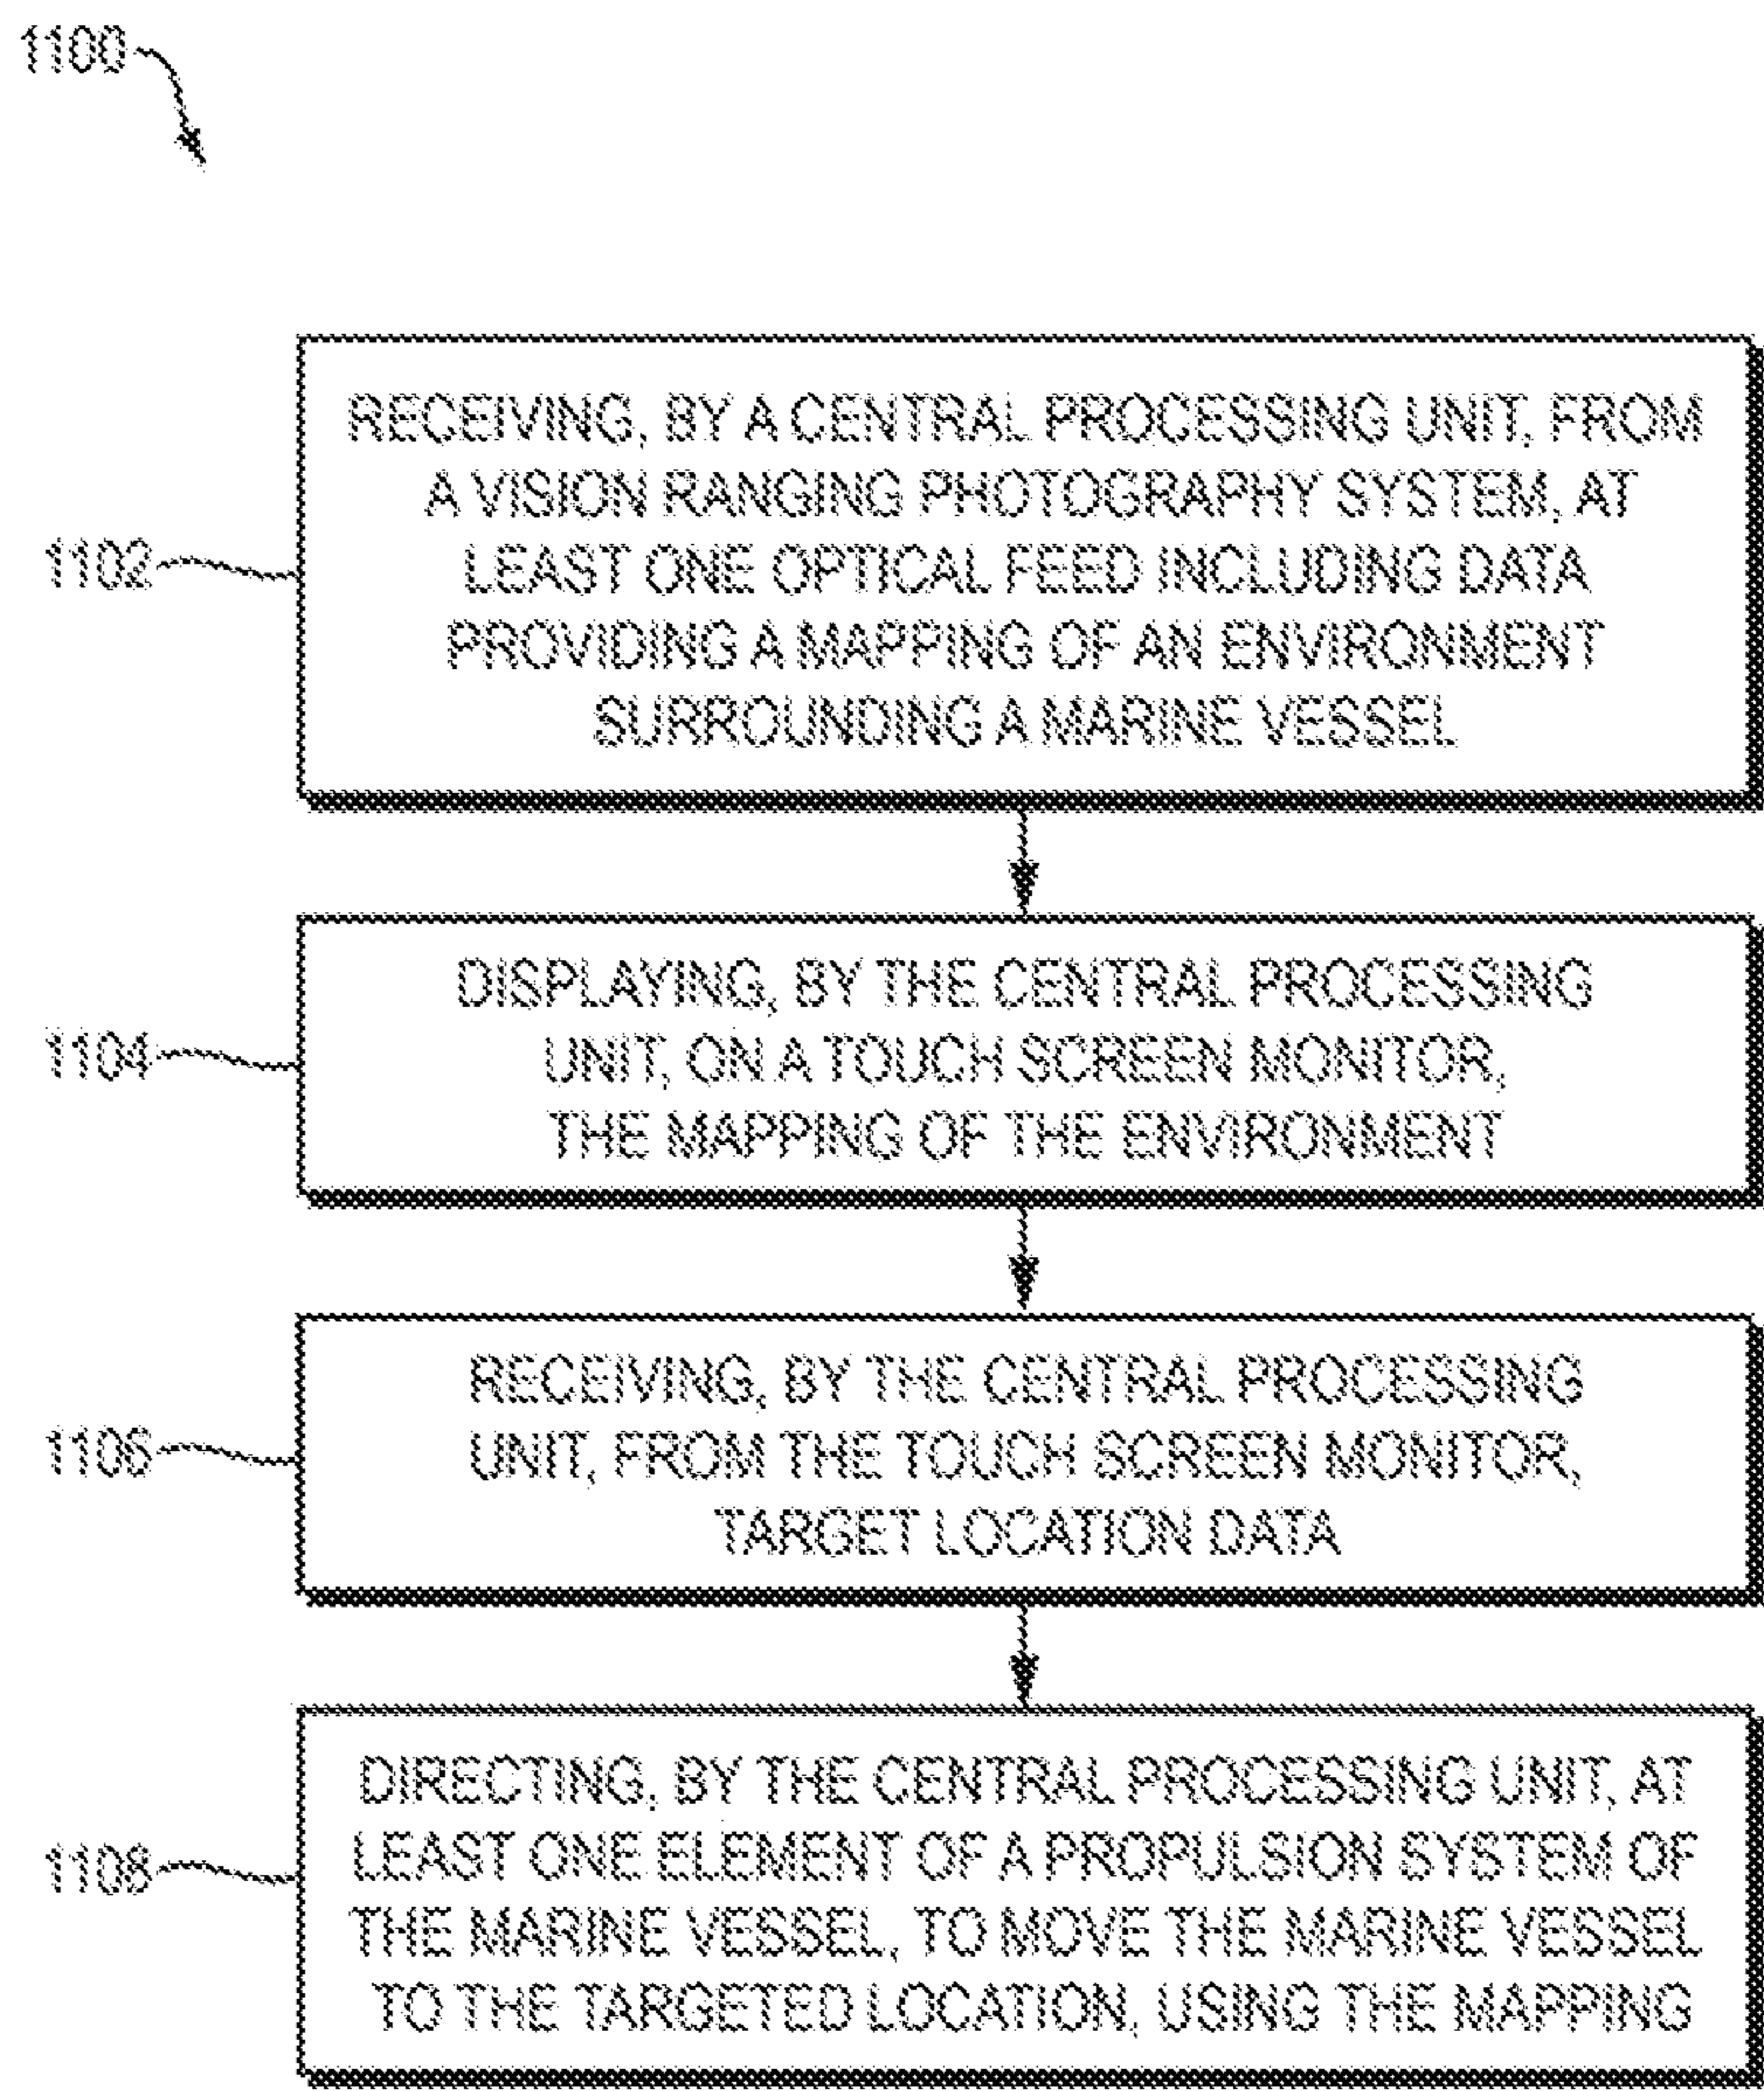 1100
1102
RECEIVING, BY A CENTRAL PROCESSING UNIT, FROM
A VISION RANGING PHOTOGRAPHY SYSTEM, AT
LEAST ONE OPTICAL FEED INCLUDING DATA
PROVIDING A MAPPING OF AN ENVIRONMENT
SURROUNDING A MARINE VESSEL
1104
DISPLAYING, BY THE CENTRAL PROCESSING
UNIT, ON A TOUCH SCREEN MONITOR,
THE MAPPING OF THE ENVIRONMENT
1106
RECEIVING, BY THE CENTRAL PROCESSING
UNIT, FROM THE TOUCH SCREEN MONITOR,
TARGET LOCATION DATA
1108
DIRECTING, BY THE CENTRAL PROCESSING UNIT, AT
LEAST ONE ELEMENT OF A PROPULSION SYSTEM OF
THE MARINE VESSEL, TO MOVE THE MARINE VESSEL
TO THE TARGETED LOCATION, USING THE MAPPING